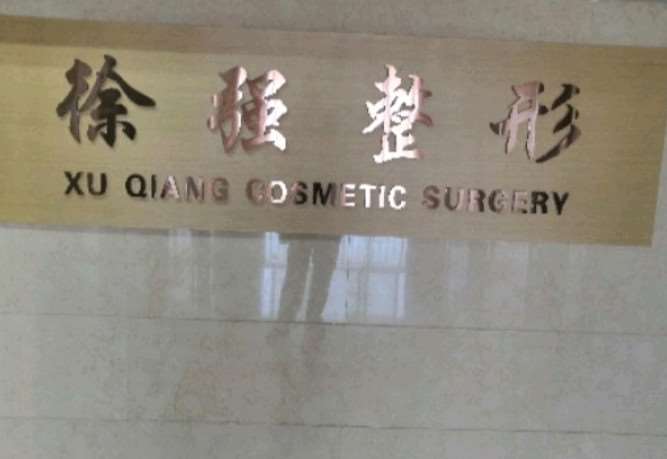 徐强整形
XU QIANG COSMETIC SURGERY